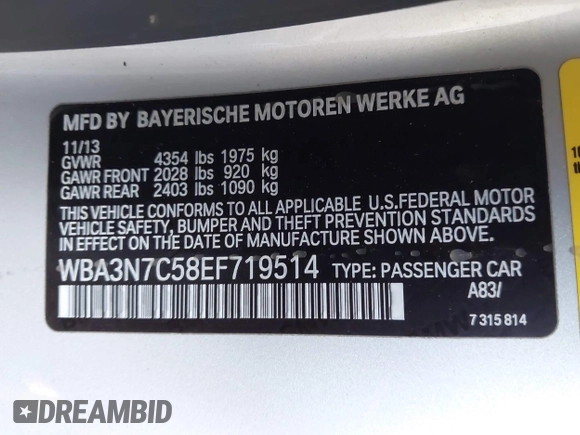 MFD BY BAYERISCHE MOTOREN WERKE AG
11/13
GVWR 4354 lbs 1975 kg
GAWR FRONT 2028 lbs 920 kg
GAWR REAR 2403 lbs 1090 kg
THIS VEHICLE CONFORMS TO ALL APPLICABLE U.S.FEDERAL MOTOR
VEHICLE SAFETY, BUMPER AND THEFT PREVENTION STANDARDS
IN EFFECT ON THE DATE OF MANUFACTURE SHOWN ABOVE.
WBA3N7C58EF719514 TYPE: PASSENGER CAR
A83/
7 315 814
DREAMBID